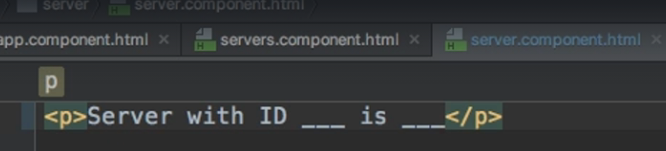 server server.component.html
app.component.html × servers.component.html × server.component.html ×
p
<p>Server with ID ___ is ___</p>